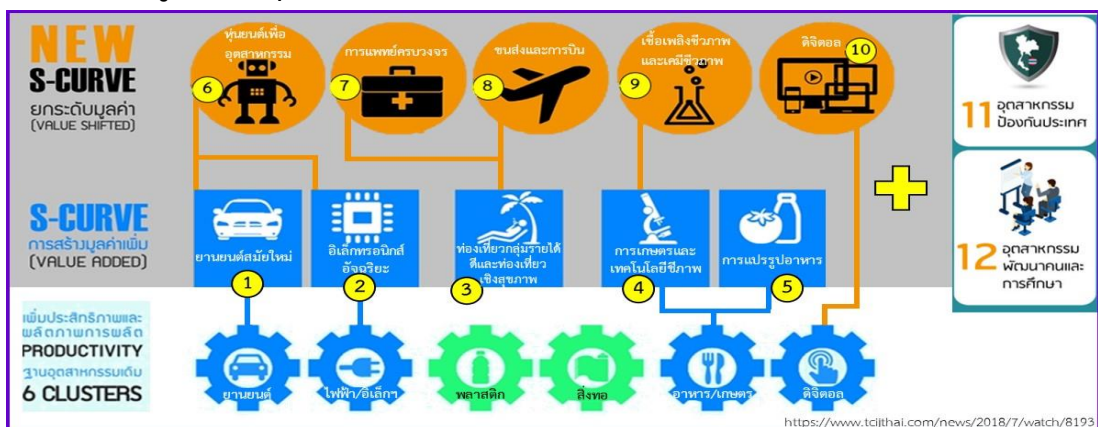 NEW
S-CURVE
ยกระดับมูลค่า
(VALUE SHIFTED)
หุ่นยนต์เพื่อ
อุตสาหกรรม
6
การแพทย์ครบวงจร
7
ขนส่งและการบิน
8
เชื้อเพลิงชีวภาพ
และเคมีชีวภาพ
9
ดิจิตอล
10
11 อุตสาหกรรม
ป้องกันประเทศ
S-CURVE
การสร้างมูลค่าเพิ่ม
(VALUE ADDED)
ยานยนต์สมัยใหม่
1
อิเล็กทรอนิกส์
อัจฉริยะ
2
ท่องเที่ยวกลุ่มรายได้
ดีและท่องเที่ยว
เชิงสุขภาพ
3
การเกษตรและ
เทคโนโลยีชีภาพ
4
การแปรรูปอาหาร
5
12 อุตสาหกรรม
พัฒนาคนและ
การศึกษา
เพิ่มประสิทธิภาพและ
ผลิตภาพการผลิต
PRODUCTIVITY
ฐานอุตสาหกรรมเดิม
6 CLUSTERS
ยานยนต์
ไฟฟ้า/อิเล็กฯ
พลาสติก
สิ่งทอ
อาหาร/เกษตร
ดิจิตอล
https://www.tcijthai.com/news/2018/7/watch/8193